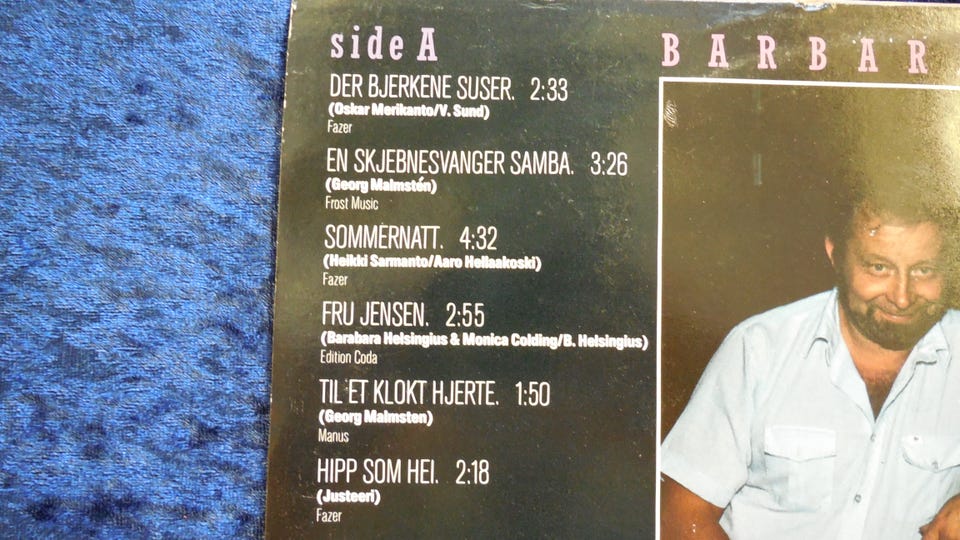 side A
DER BJERKENE SUSER. 2:33
(Oskar Merikanto/V. Sund)
Fazer
EN SKJEBNESVANGER SAMBA. 3:26
(Georg Malmstén)
Frost Music
SOMMERNATT. 4:32
(Heikki Sarmanto/Aaro Hellaakoski)
Fazer
FRU JENSEN. 2:55
(Barabara Helsingius & Monica Colding/B. Helsingius)
Edition Coda
TIL ET KLOKT HJERTE. 1:50
(Georg Malmsten)
Manus
HIPP SOM HEI. 2:18
(Justeeri)
Fazer
BARBAR